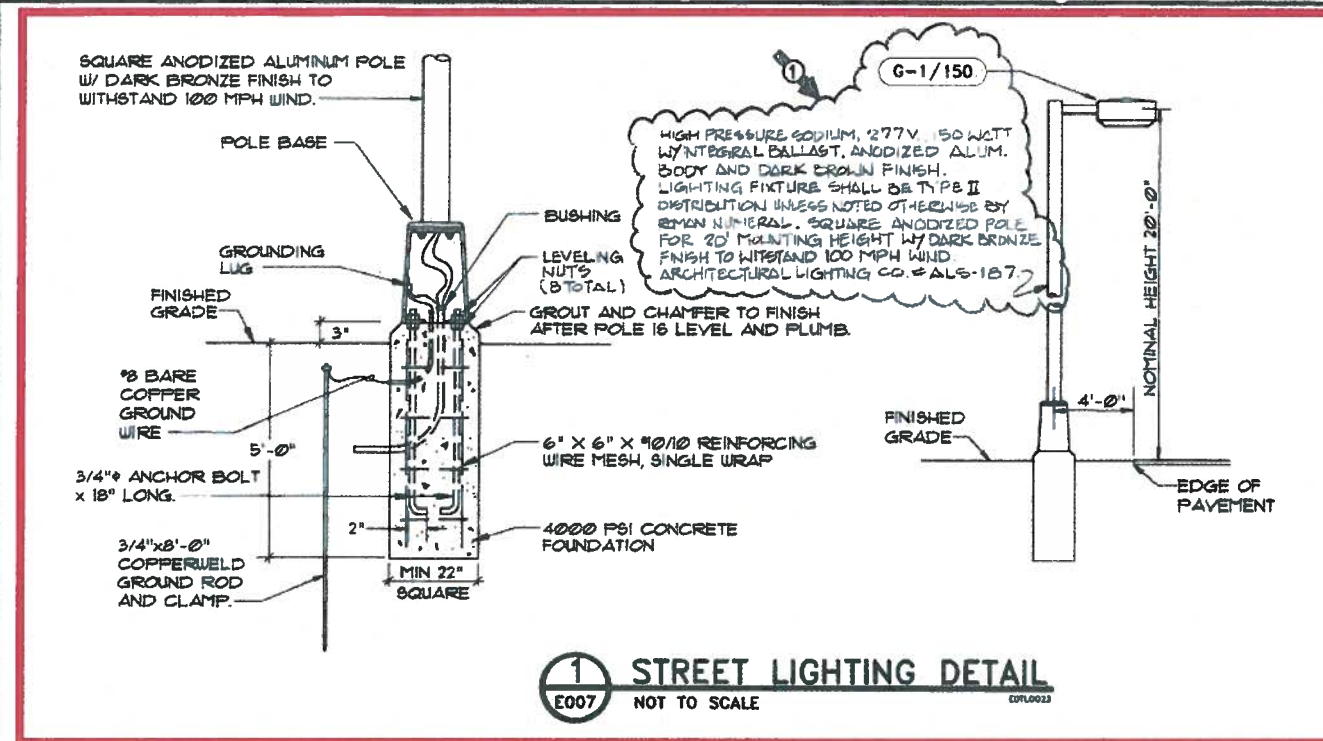 SQUARE ANODIZED ALUMINUM POLE
W/ DARK BRONZE FINISH TO
WITHSTAND 100 MPH WIND.
POLE BASE
GROUNDING
LUG
FINISHED
GRADE
3"
#8 BARE
COPPER
GROUND
WIRE
5'-0"
3/4"ɸ ANCHOR BOLT
x 18" LONG.
2"
3/4"x8'-0"
COPPERWELD
GROUND ROD
AND CLAMP.
MIN 22"
SQUARE
BUSHING
LEVELING
NUTS
(8 TOTAL)
GROUT AND CHAMFER TO FINISH
AFTER POLE IS LEVEL AND PLUMB.
6" X 6" X #10/10 REINFORCING
WIRE MESH, SINGLE WRAP
4000 PSI CONCRETE
FOUNDATION
1
G-1/150
HIGH PRESSURE SODIUM, 277V, 150 WATT
W/INTEGRAL BALLAST, ANODIZED ALUM.
BODY AND DARK BROWN FINISH.
LIGHTING FIXTURE SHALL BE TYPE II
DISTRIBUTION UNLESS NOTED OTHERWISE BY
ROMAN NUMERAL. SQUARE ANODIZED POLE
FOR 20' MOUNTING HEIGHT W/ DARK BRONZE
FINISH TO WITSTAND 100 MPH WIND.
ARCHITECTURAL LIGHTING CO. # ALS-187
NOMINAL HEIGHT 20'-0"
4'-0"
FINISHED
GRADE
EDGE OF
PAVEMENT
1
E007
STREET LIGHTING DETAIL
NOT TO SCALE